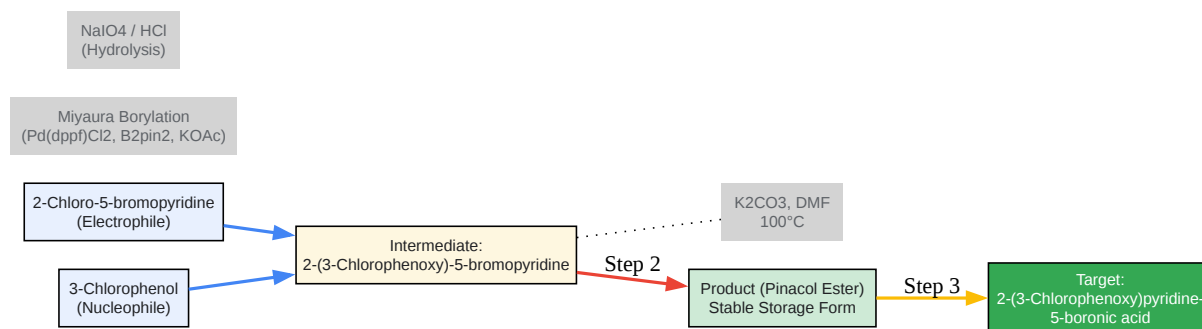 NaIO4 / HCl
(Hydrolysis)
Miyaura Borylation
(Pd(dppf)Cl2, B2pin2, KOAc)
2-Chloro-5-bromopyridine
(Electrophile)
3-Chlorophenol
(Nucleophile)
Intermediate:
2-(3-Chlorophenoxy)-5-bromopyridine
K2CO3, DMF
100°C
Step 2
Product (Pinacol Ester)
Stable Storage Form
Step 3
Target:
2-(3-Chlorophenoxy)pyridine-
5-boronic acid